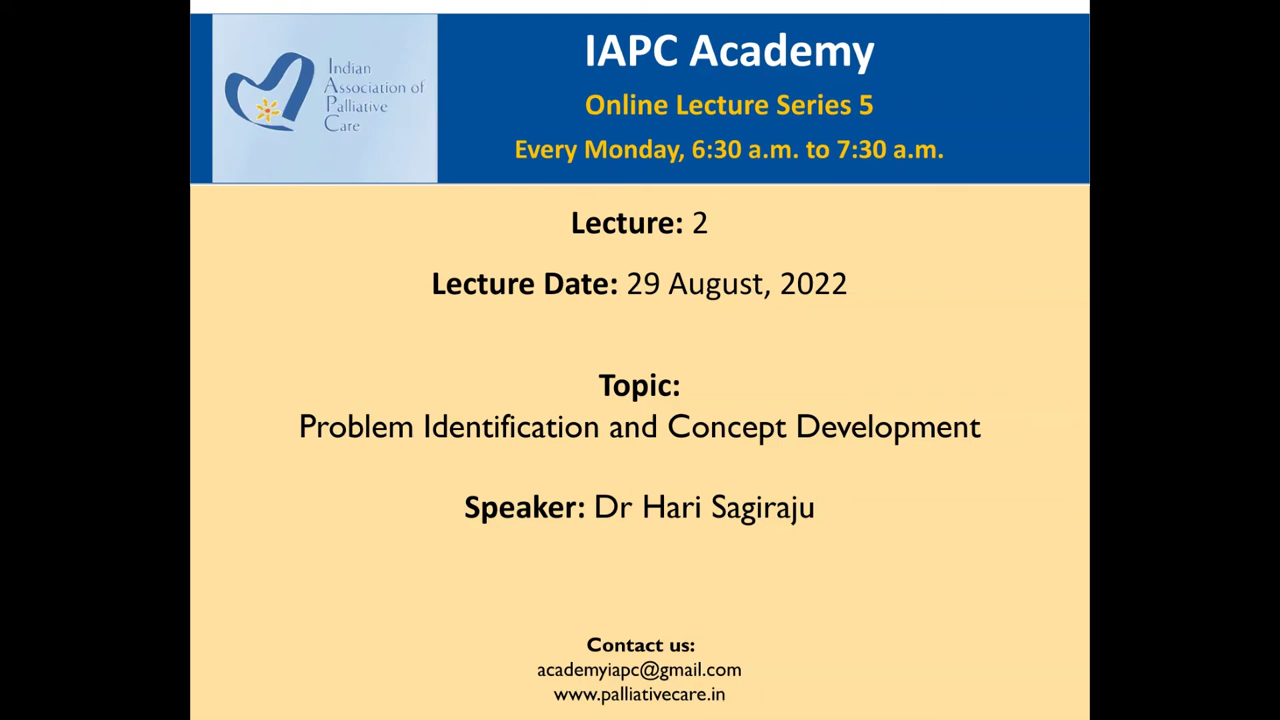 Indian
Association of
Palliative
Care
IAPC Academy
Online Lecture Series 5
Every Monday, 6:30 a.m. to 7:30 a.m.
Lecture: 2
Lecture Date: 29 August, 2022
Topic:
Problem Identification and Concept Development
Speaker: Dr Hari Sagiraju
Contact us:
academyiapc@gmail.com
www.palliativecare.in